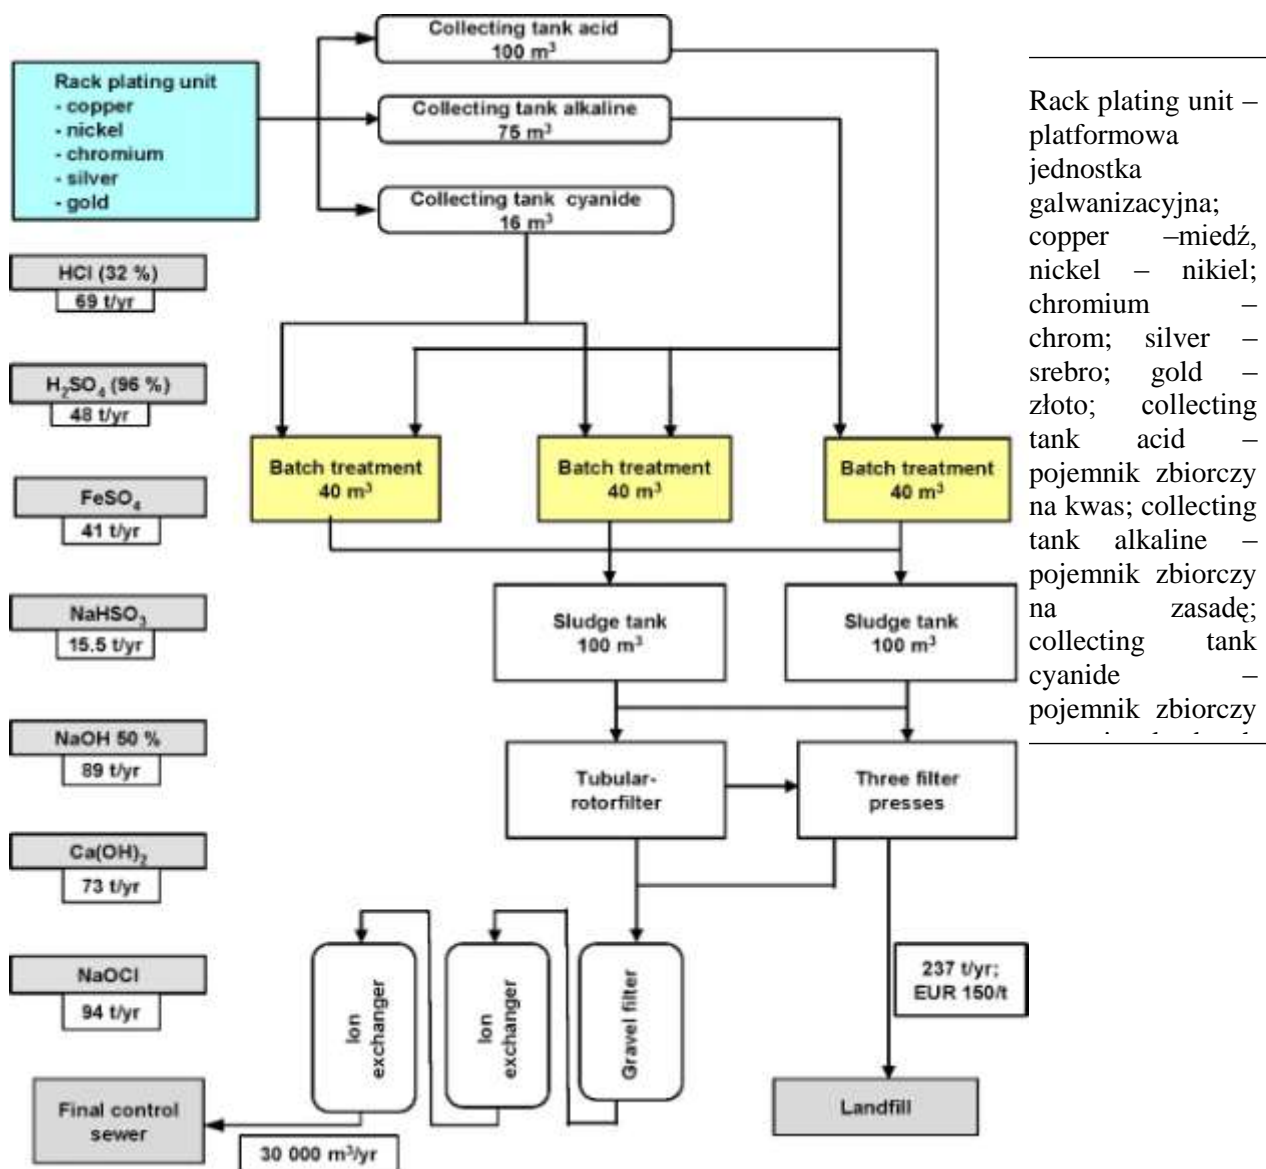 Collecting tank acid
100 m³
Rack plating unit
- copper
- nickel
- chromium
- silver
- gold
Collecting tank alkaline
75 m³
Collecting tank cyanide
16 m³
HCl (32 %)
69 t/yr
H₂SO₄ (96 %)
48 t/yr
FeSO₄
41 t/yr
NaHSO₃
15.5 t/yr
NaOH 50 %
89 t/yr
Ca(OH)₂
73 t/yr
NaOCl
94 t/yr
Batch treatment
40 m³
Batch treatment
40 m³
Batch treatment
40 m³
Sludge tank
100 m³
Sludge tank
100 m³
Tubular-
rotorfilter
Three filter
presses
Ion
exchanger
Ion
exchanger
Gravel filter
237 t/yr;
EUR 150/t
Final control
sewer
30 000 m³/yr
Landfill
Rack plating unit –
platformowa
jednostka
galwanizacyjna;
copper –miedź,
nickel – nikiel;
chromium –
chrom; silver –
srebro; gold –
złoto; collecting
tank acid –
pojemnik zbiorczy
na kwas; collecting
tank alkaline –
pojemnik zbiorczy
na zasadę;
collecting tank
cyanide –
pojemnik zbiorczy